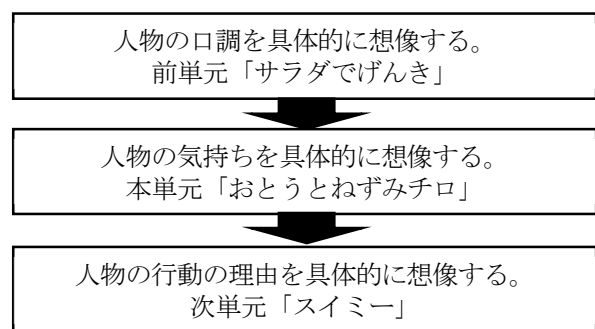 人物の口調を具体的に想像する。
前単元「サラダでげんき」
人物の気持ちを具体的に想像する。
本単元「おとうとねずみチロ」
人物の行動の理由を具体的に想像する。
次単元「スイミー」